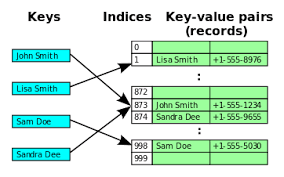 Keys Indices Key-value pairs
(records)
John Smith
Lisa Smith
Sam Doe
Sandra Dee
0
1 Lisa Smith +1-555-8976
:
872
873 John Smith +1-555-1234
874 Sandra Dee +1-555-9655
:
998 Sam Doe +1-555-5030
999